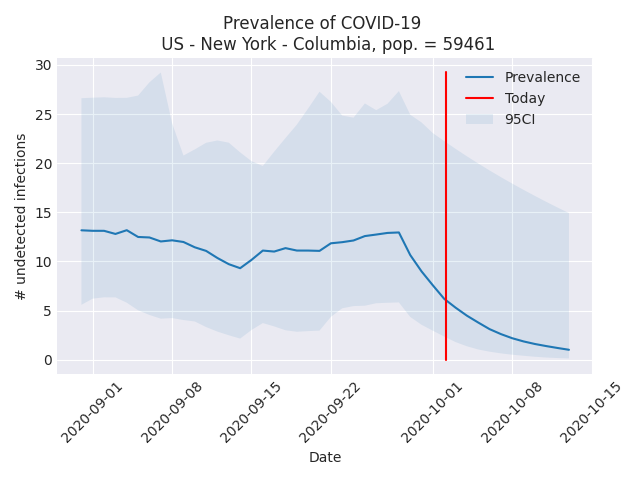 Prevalence of COVID-19
US - New York - Columbia, pop. = 59461
# undetected infections
30
25
20
15
10
5
0
Prevalence
Today
95CI
2020-09-01
2020-09-08
2020-09-15
2020-09-22
2020-10-01
2020-10-08
2020-10-15
Date